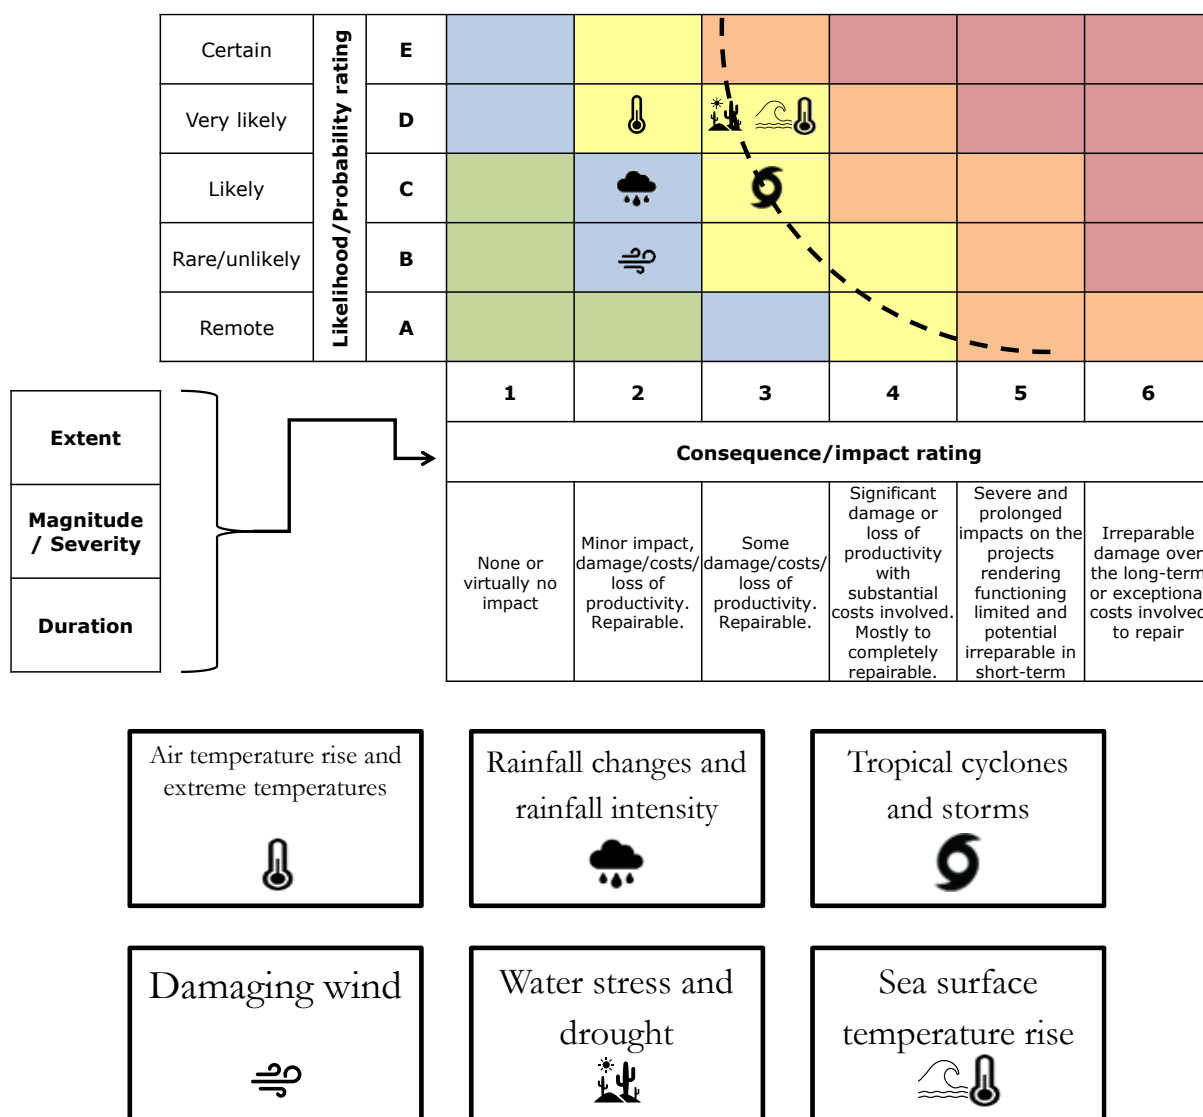 Certain
E
Very likely
D
Likely
C
Rare/unlikely
B
Remote
A
Likelihood/Probability rating
1
2
3
4
5
6
Extent
Magnitude
/ Severity
Duration
Consequence/impact rating
None or
virtually no
impact
Minor impact,
damage/costs/
loss of
productivity.
Repairable.
Some
damage/costs/
loss of
productivity.
Repairable.
Significant
damage or
loss of
productivity
with
substantial
costs involved.
Mostly to
completely
repairable.
Severe and
prolonged
impacts on the
projects
rendering
functioning
limited and
potential
irreparable in
short-term
Irreparable
damage over
the long-term
or exceptiona
costs involved
to repair
Air temperature rise and
extreme temperatures
Rainfall changes and
rainfall intensity
Tropical cyclones
and storms
Damaging wind
Water stress and
drought
Sea surface
temperature rise